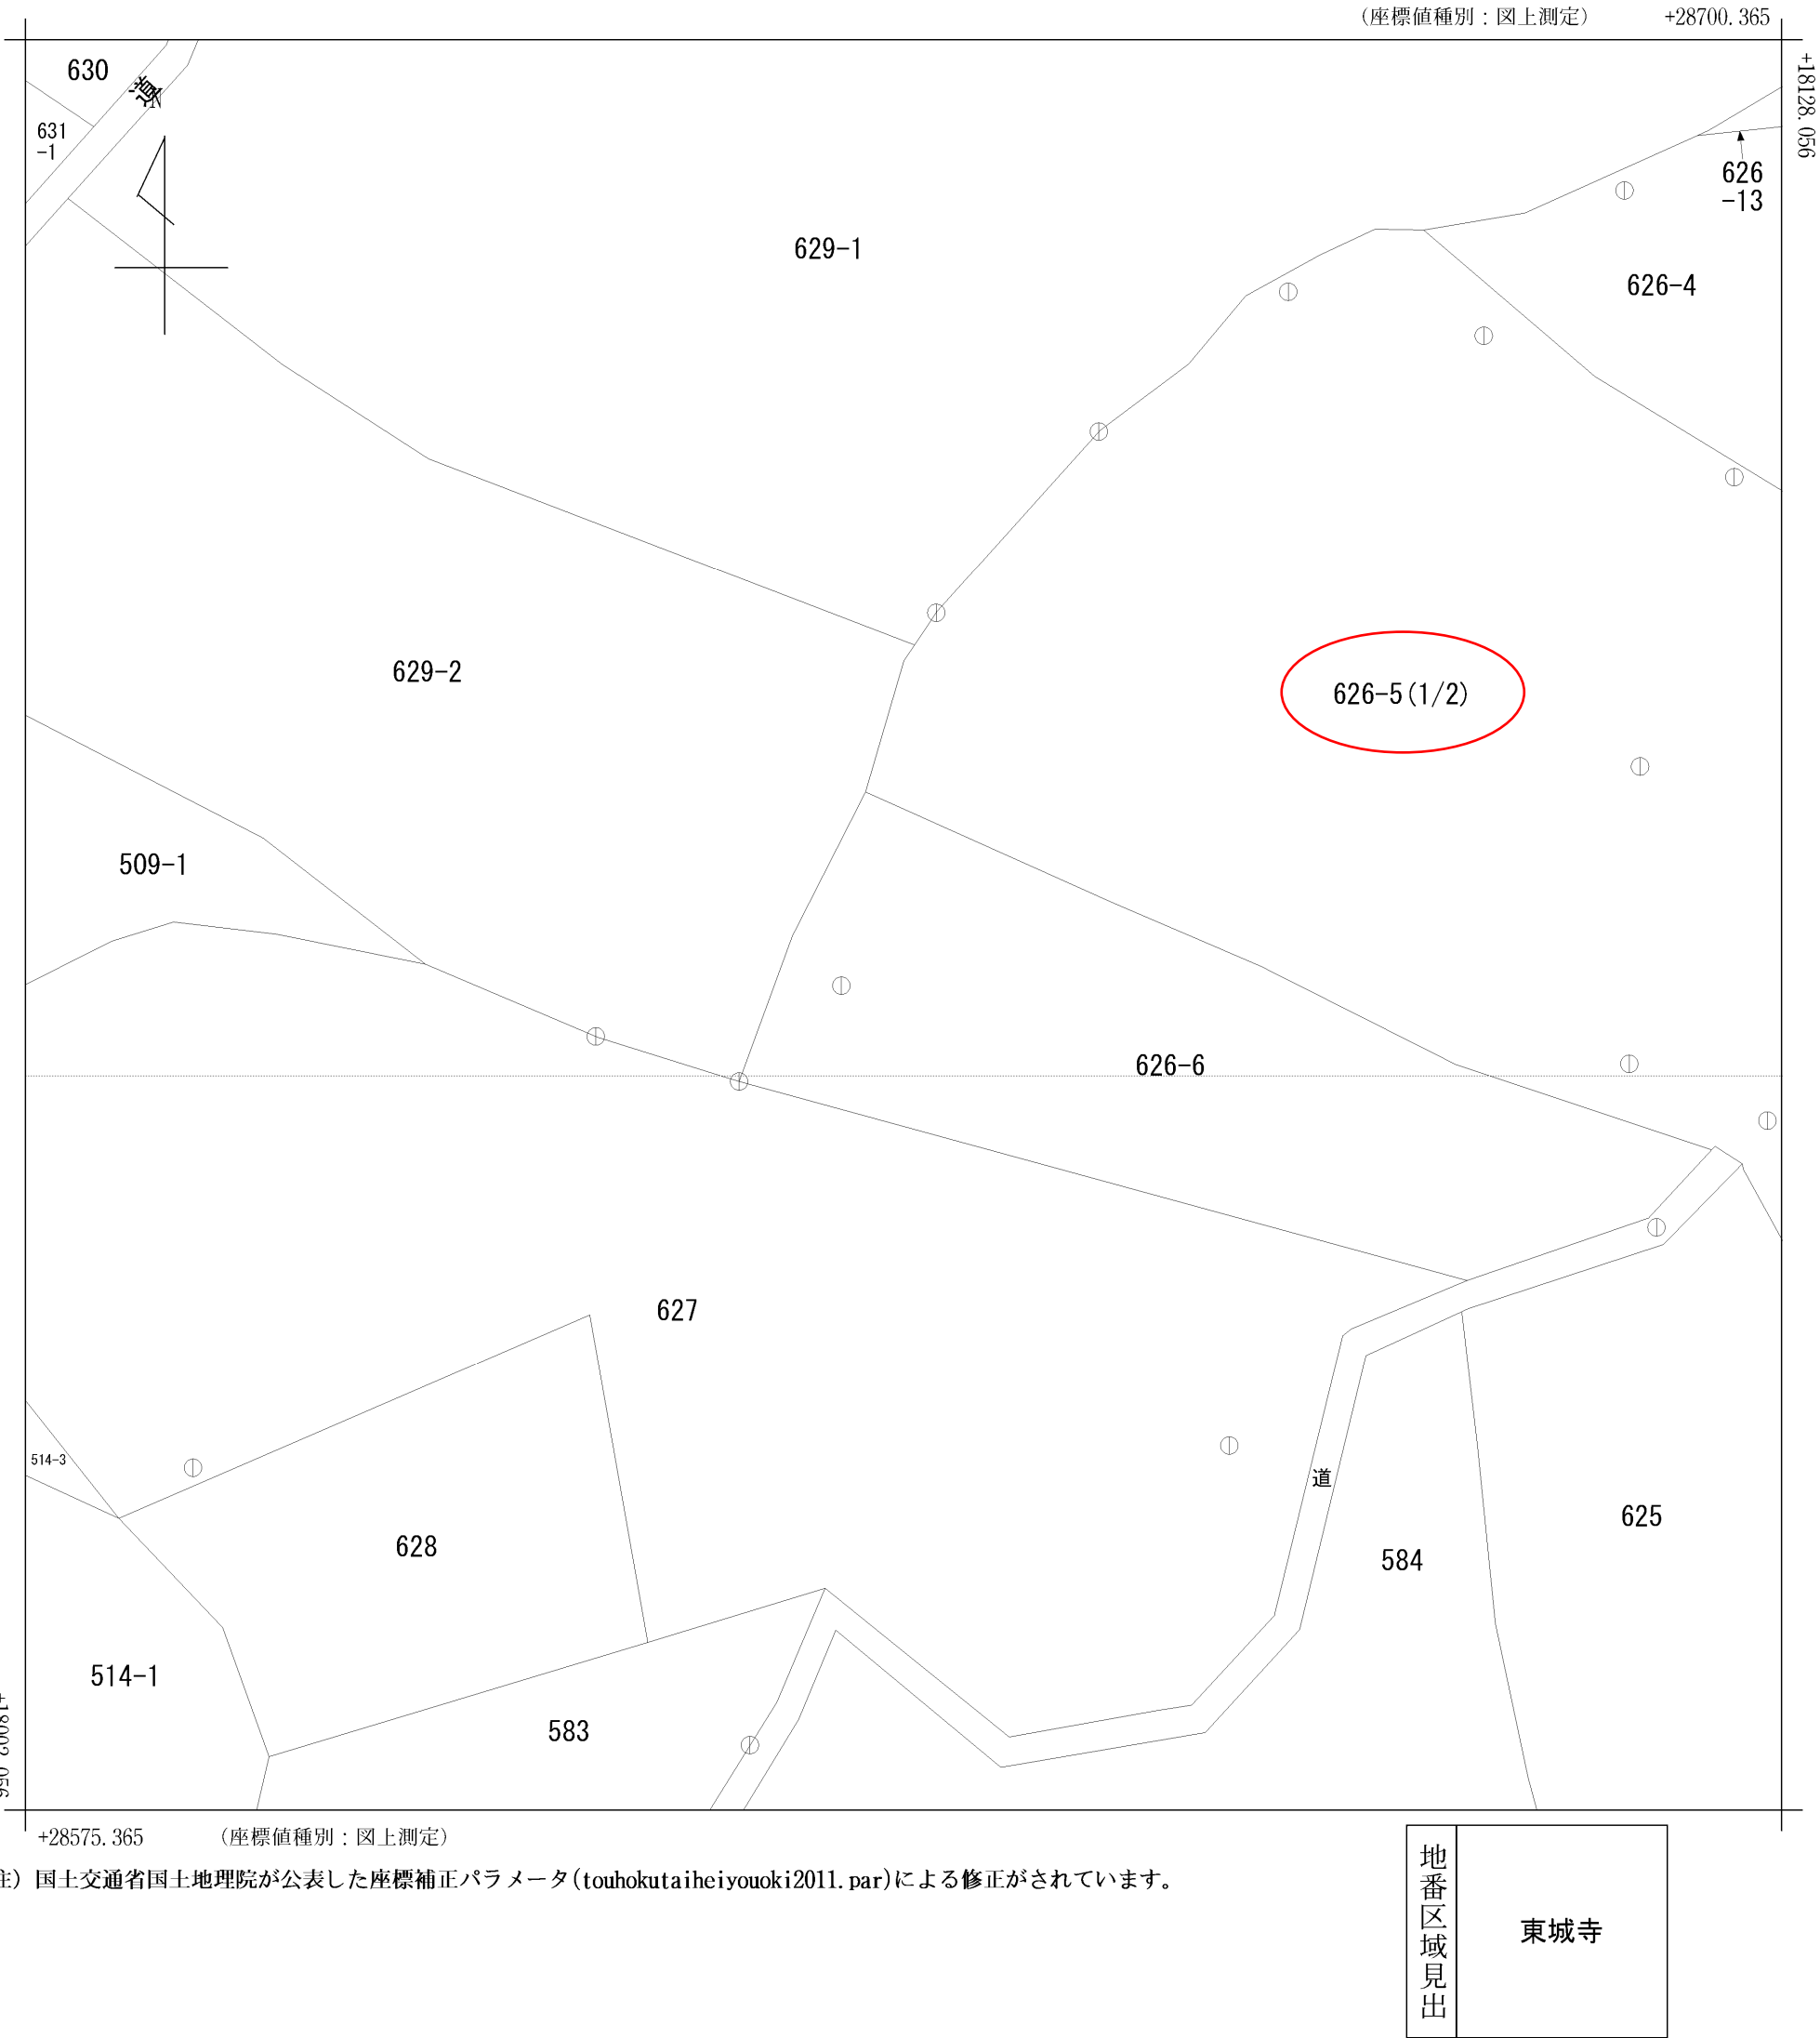 (座標値種別：図上測定)
+28700.365
+18128.056
630
道
N
631
-1
626
-13
629-1
626-4
629-2
626-5(1/2)
509-1
626-6
627
514-3
道
628
625
584
514-1
583
+18002.056
+28575.365
(座標値種別：図上測定)
注) 国土交通省国土地理院が公表した座標補正パラメータ(touhokutaiheiyouoki2011.par)による修正がされています。
地番区域見出
東城寺